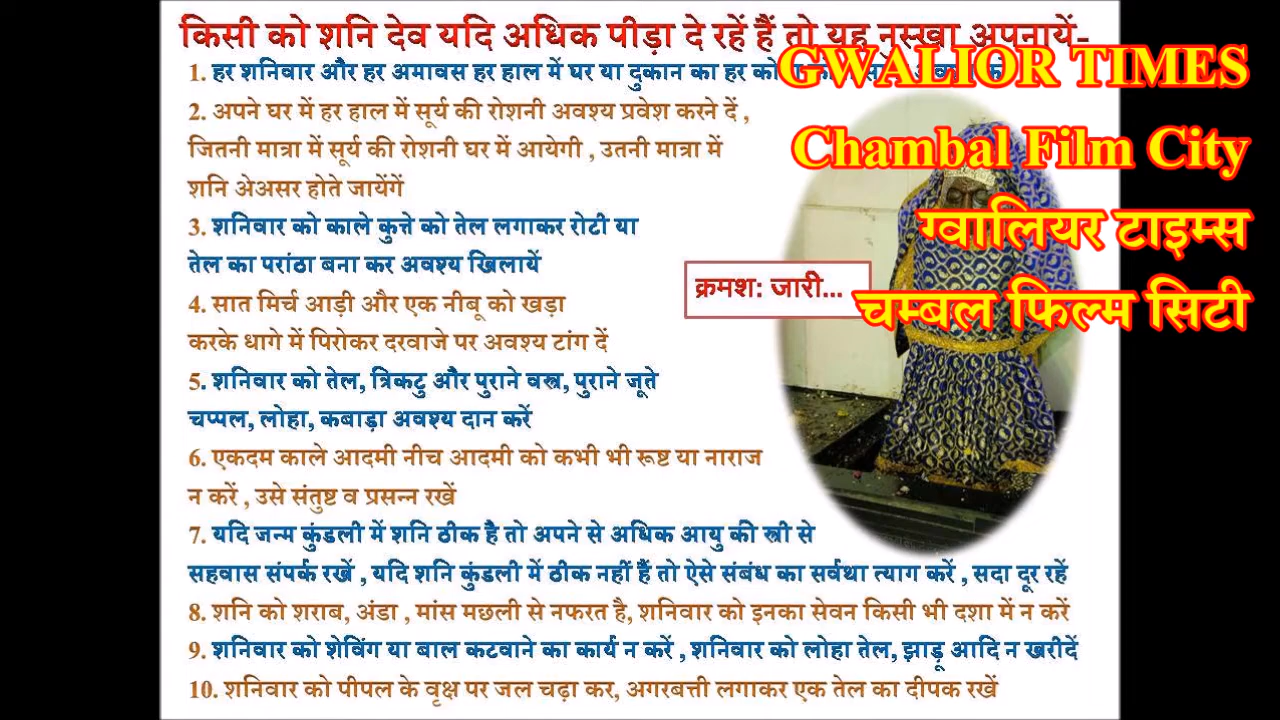 किसी को शनि देव यदि अधिक पीड़ा दे रहें हैं तो यह नुस्खा अपनायें-
1. हर शनिवार और हर अमावस हर हाल में घर या दुकान का हर
2. अपने घर में हर हाल में सूर्य की रोशनी अवश्य प्रवेश करने दें ,
जितनी मात्रा में सूर्य की रोशनी घर में आयेगी , उतनी मात्रा में
शनि अेअसर होते जायेंगें
3. शनिवार को काले कुत्ते को तेल लगाकर रोटी या
तेल का परांठा बना कर अवश्य खिलायें
4. सात मिर्च आड़ी और एक नीबू को खड़ा
करके धागे में पिरोकर दरवाजे पर अवश्य टांग दें
5. शनिवार को तेल, त्रिकटु और पुराने वस्त्र, पुराने जूते
चप्पल, लोहा, कबाड़ा अवश्य दान करें
6. एकदम काले आदमी नीच आदमी को कभी भी रूष्ट या नाराज
न करें , उसे संतुष्ट व प्रसन्न रखें
7. यदि जन्म कुंडली में शनि ठीक है तो अपने से अधिक आयु की स्त्री से
सहवास संपर्क रखें , यदि शनि कुंडली में ठीक नहीं हैं तो ऐसे संबंध का सर्वथा त्याग करें , सदा दूर रहें
8. शनि को शराब, अंडा , मांस मछली से नफरत है, शनिवार को इनका सेवन किसी भी दशा में न करें
9. शनिवार को शेविंग या बाल कटवाने का कार्य न करें , शनिवार को लोहा तेल, झाड़ू आदि न खरीदें
10. शनिवार को पीपल के वृक्ष पर जल चढ़ा कर, अगरबत्ती लगाकर एक तेल का दीपक रखें
क्रमश: जारी...
GWALIOR TIMES
Chambal Film City
ग्वालियर टाइम्स
चम्बल फिल्म सिटी